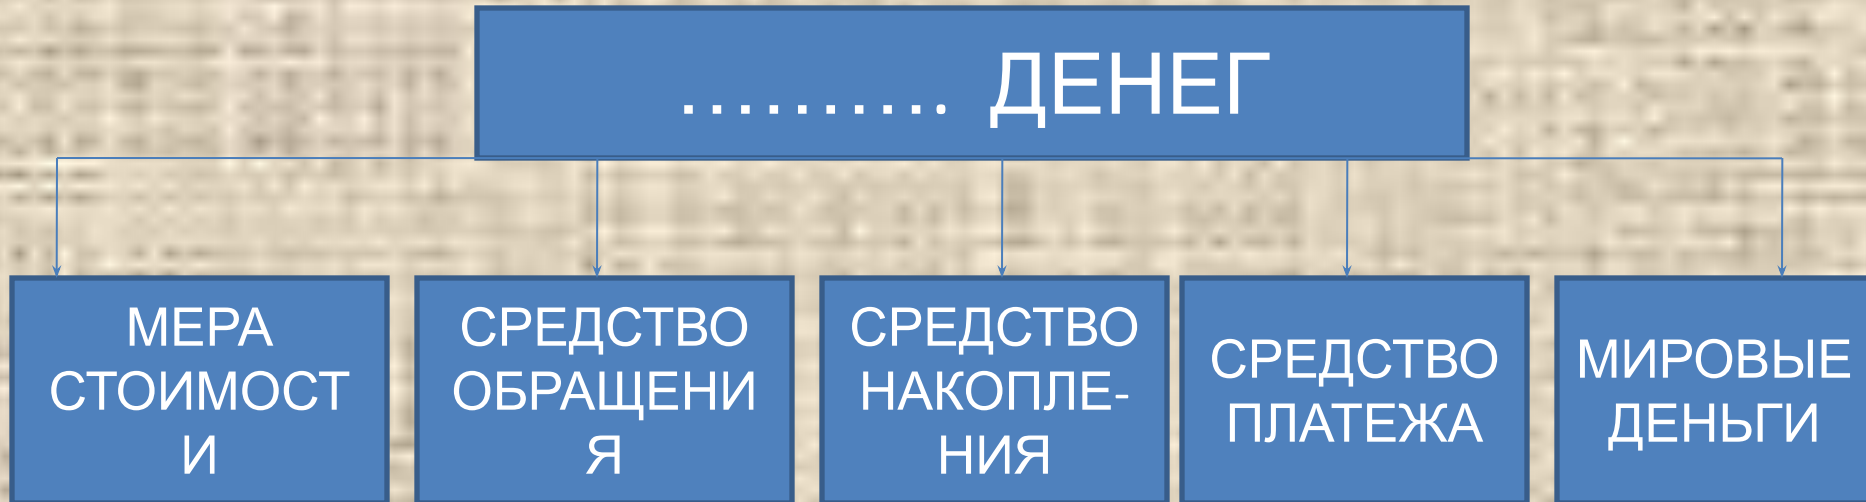 .......... ДЕНЕГ
МЕРА
СТОИМОСТ
И
СРЕДСТВО
ОБРАЩЕНИ
Я
СРЕДСТВО
НАКОПЛЕ-
НИЯ
СРЕДСТВО
ПЛАТЕЖА
МИРОВЫЕ
ДЕНЬГИ